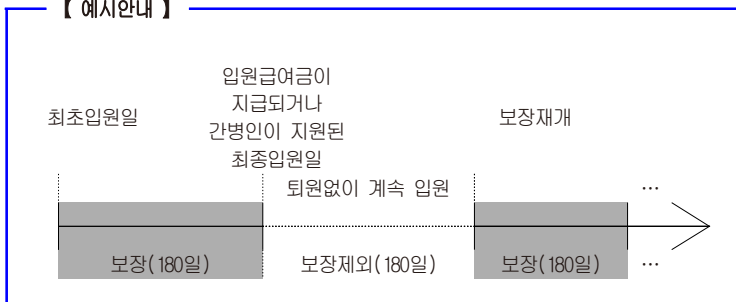 【 예시안내 】
입원급여금이
지급되거나
간병인이 지원된
최종입원일
최초입원일
보장재개
퇴원없이 계속 입원
…
보장(180일)
보장제외(180일)
보장(180일)
…